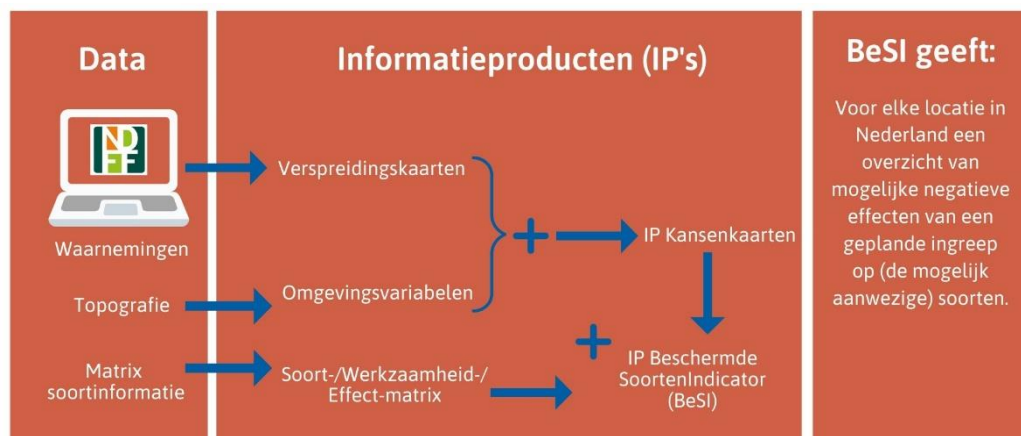 Data
NDFF
Waarnemingen
Topografie
Matrix
soortinformatie
Informatieproducten (IP's)
Verspreidingskaarten
Omgevingsvariabelen
Soort-/Werkzaamheid-/
Effect-matrix
+
IP Kansenkaarten
+
IP Beschermde
SoortenIndicator
(BeSI)
BeSI geeft:
Voor elke locatie in
Nederland een
overzicht van
mogelijke negatieve
effecten van een
geplande ingreep
op (de mogelijk
aanwezige) soorten.